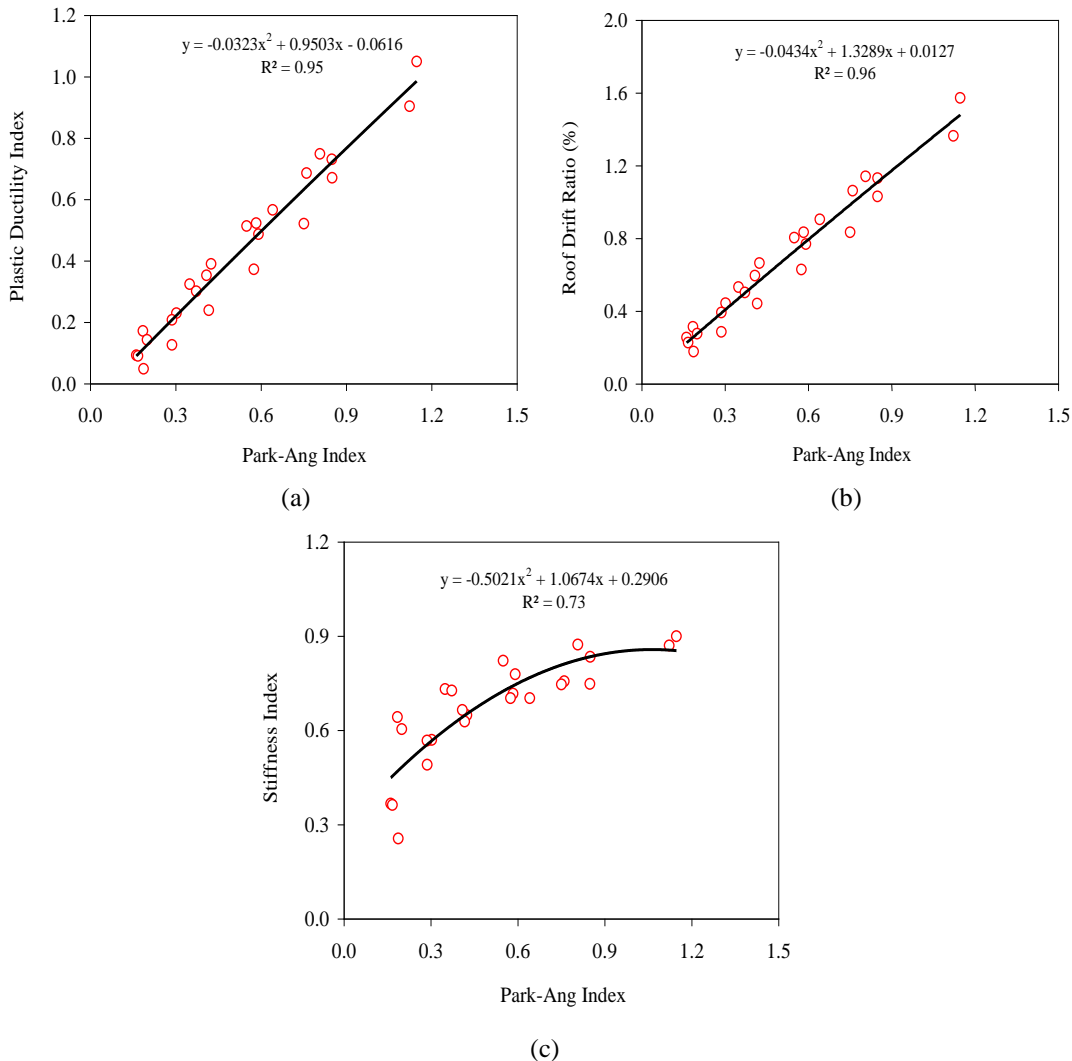 y = -0.0323x² + 0.9503x - 0.0616
R² = 0.95
Plastic Ductility Index
1.2
1.0
0.8
0.6
0.4
0.2
0.0
0.0 0.3 0.6 0.9 1.2 1.5
Park-Ang Index
(a)
y = -0.0434x² + 1.3289x + 0.0127
R² = 0.96
Roof Drift Ratio (%)
2.0
1.6
1.2
0.8
0.4
0.0
0.0 0.3 0.6 0.9 1.2 1.5
Park-Ang Index
(b)
y = -0.5021x² + 1.0674x + 0.2906
R² = 0.73
Stiffness Index
1.2
0.9
0.6
0.3
0.0
0.0 0.3 0.6 0.9 1.2 1.5
Park-Ang Index
(c)